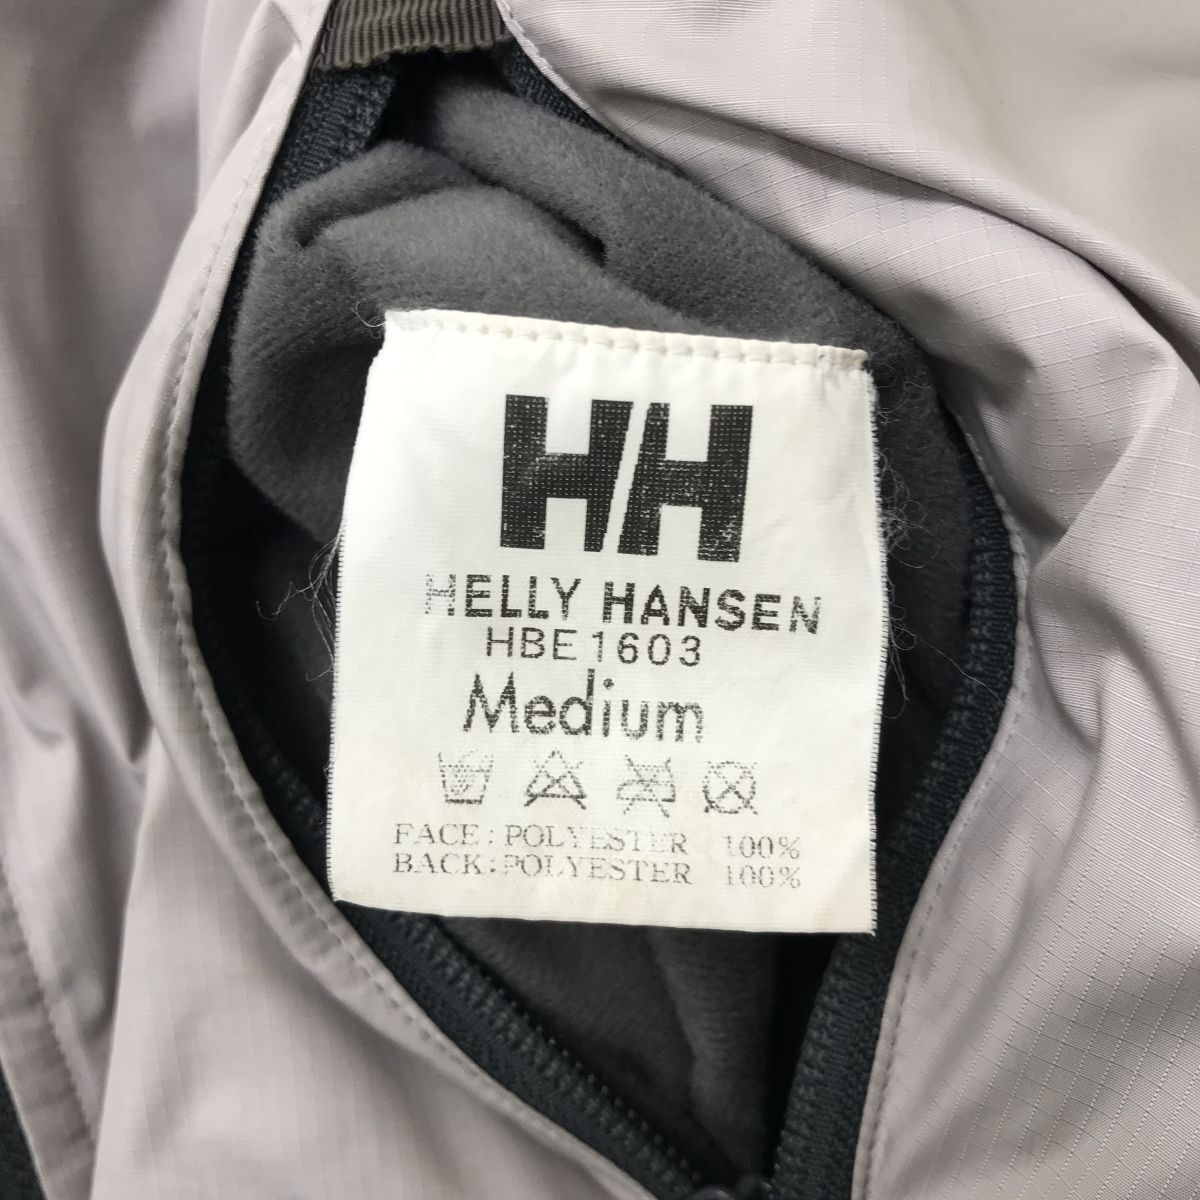 HH
HELLY HANSEN
HBE1603
Medium
FACE: POLYESTER 100%
BACK: POLYESTER 100%